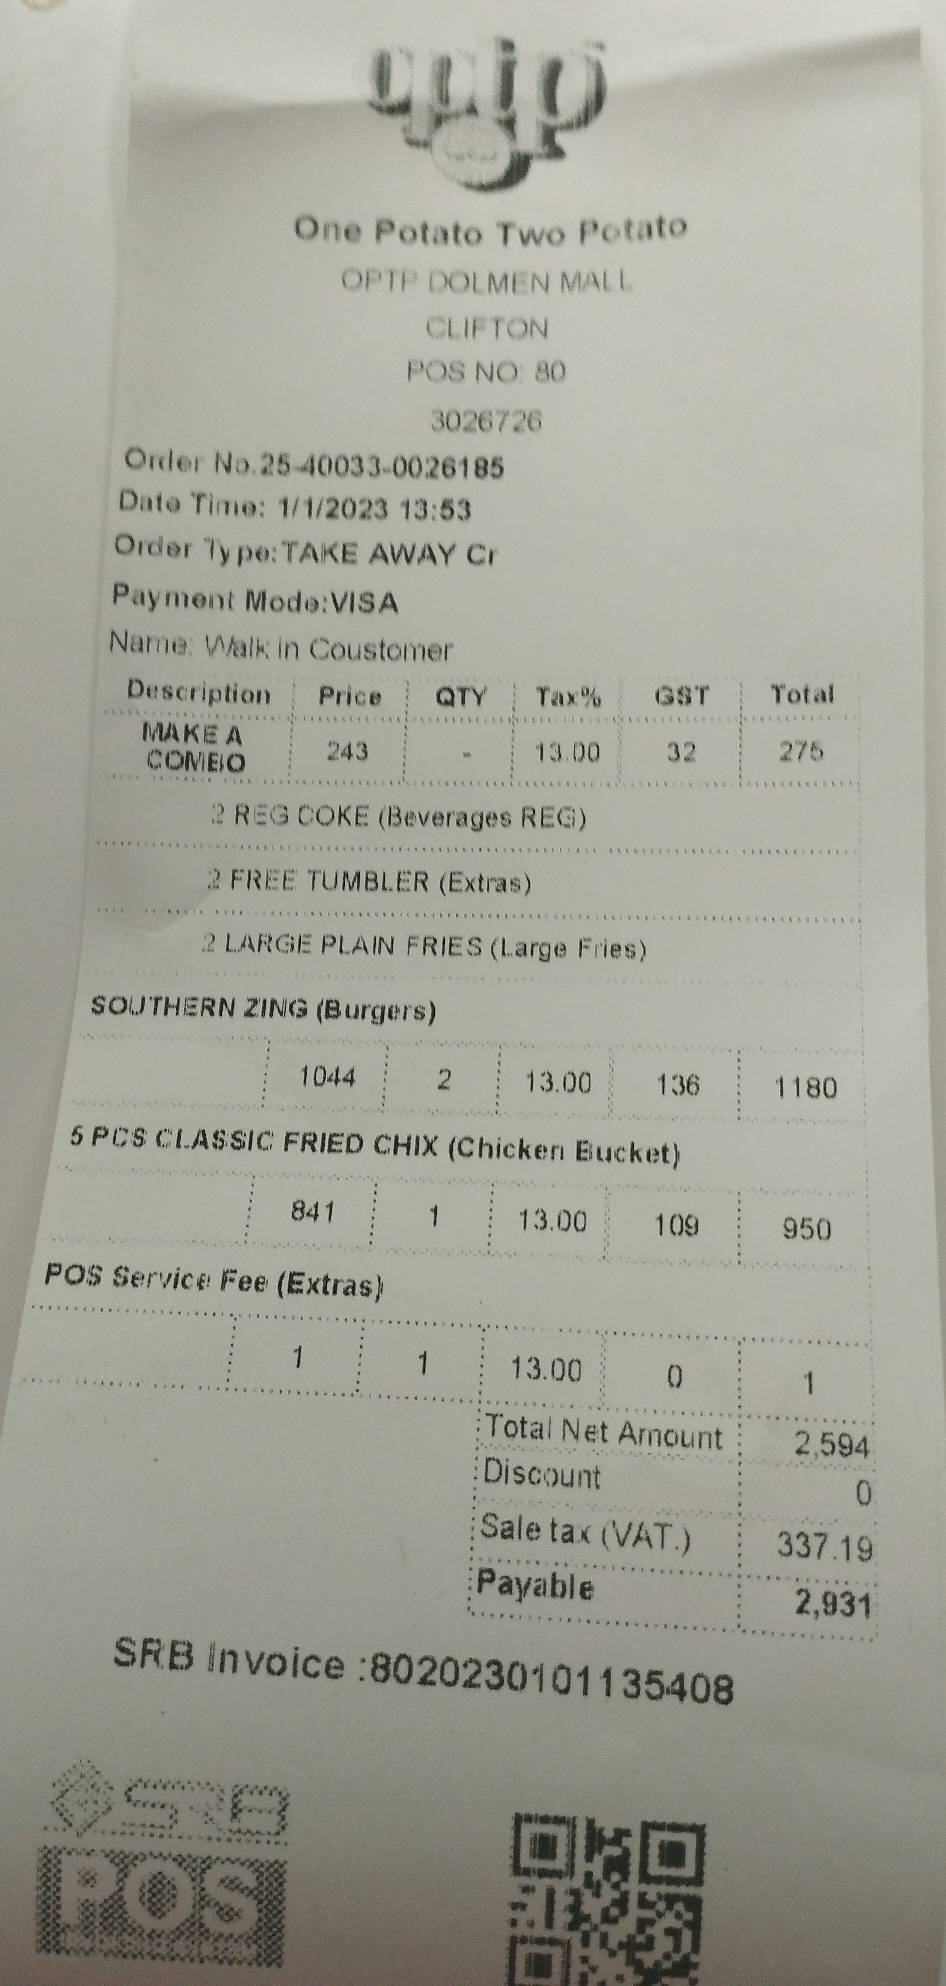 optp
One Potato Two Potato
OPTP DOLMEN MALL
CLIFTON
POS NO: 80
3026726
Order No.25-40033-0026185
Date Time: 1/1/2023 13:53
Order Type:TAKE AWAY Cr
Payment Mode:VISA
Name: Walk in Coustomer
Description Price QTY Tax% GST Total
MAKE A
COMBO 243 - 13.00 32 275
2 REG COKE (Beverages REG)
2 FREE TUMBLER (Extras)
2 LARGE PLAIN FRIES (Large Fries)
SOUTHERN ZING (Burgers)
1044 2 13.00 136 1180
5 PCS CLASSIC FRIED CHIX (Chicken Bucket)
841 1 13.00 109 950
POS Service Fee (Extras)
1 1 13.00 0 1
Total Net Amount 2,594
Discount 0
Sale tax (VAT.) 337.19
Payable 2,931
SRB Invoice :8020230101135408
SRB
POS